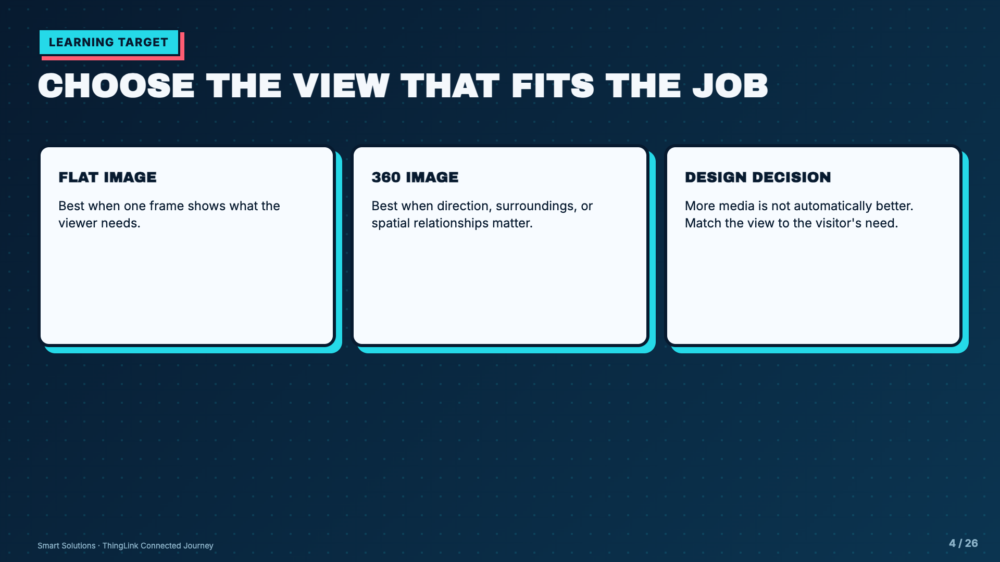 LEARNING TARGET
CHOOSE THE VIEW THAT FITS THE JOB
FLAT IMAGE
Best when one frame shows what the
viewer needs.
360 IMAGE
Best when direction, surroundings, or
spatial relationships matter.
DESIGN DECISION
More media is not automatically better.
Match the view to the visitor's need.
Smart Solutions · ThingLink Connected Journey
4 / 26